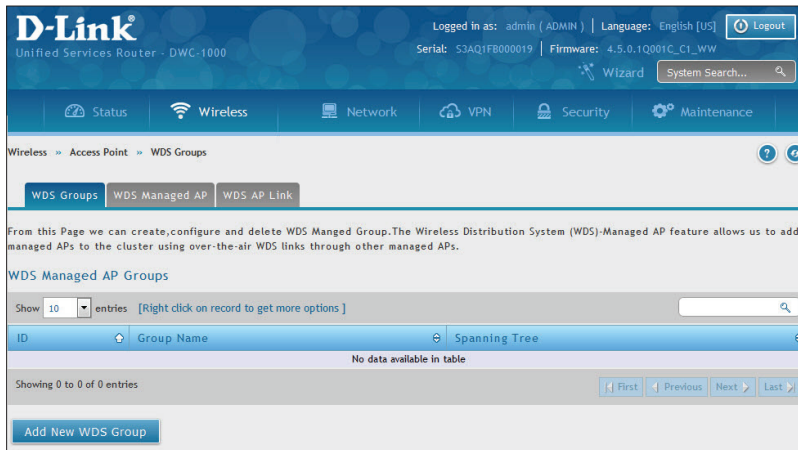 D-Link
Unified Services Router - DWC-1000
Logged in as: admin ( ADMIN ) | Language: English [US]
Logout
Serial: S3AQ1FB000019 | Firmware: 4.5.0.1Q001C_C1_WW
Wizard
System Search...
Status
Wireless
Network
VPN
Security
Maintenance
Wireless » Access Point » WDS Groups
WDS Groups
WDS Managed AP
WDS AP Link
From this Page we can create,configure and delete WDS Manged Group.The Wireless Distribution System (WDS)-Managed AP feature allows us to add
managed APs to the cluster using over-the-air WDS links through other managed APs.
WDS Managed AP Groups
Show 10 entries [Right click on record to get more options ]
ID Group Name Spanning Tree
No data available in table
Showing 0 to 0 of 0 entries
First Previous Next Last
Add New WDS Group